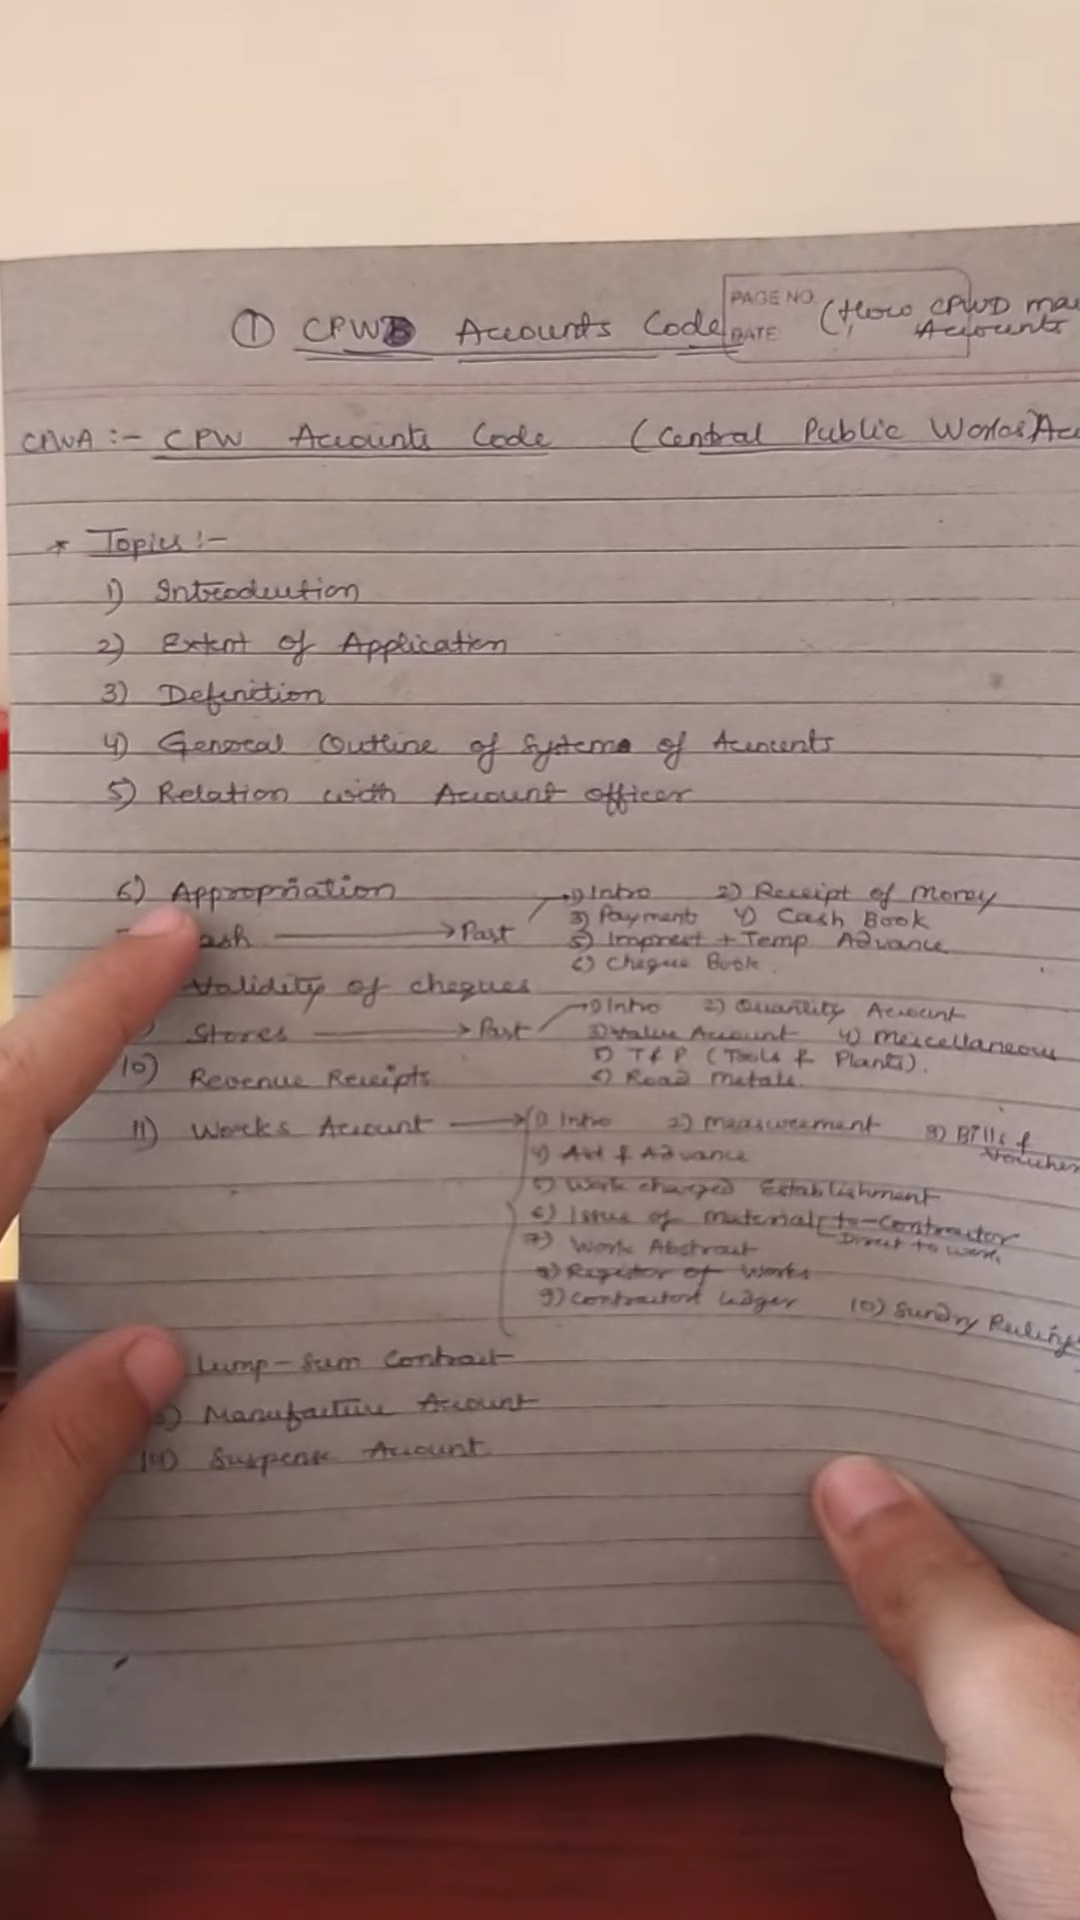 ① CPWD Accounts Code
PAGE NO
DATE
(How CPWD
Accounts
CPWA :- CPW Accounts Code (Central Public Works)
* Topics :-
1) Introduction
2) Extent of Application
3) Definition
4) General Outline of System of Accounts
5) Relation with Account officer
6) Appropriation
ash → Part → 1) Intro 2) Receipt of Money
3) Payments 4) Cash Book
5) Imprest + Temp Advance
6) Cheque Book.
Validity of cheques
) Stores → Part → 1) Intro 2) Quantity Account
3) Value Account 4) Meiscellaneous
5) T & P (Tools & Plants).
6) Road Metals.
10) Revenue Receipts
11) Works Account → 1) Intro 2) Measurement 3) Bills &
4) Aid & Advance
5) Work charged Establishment
6) Issue of Material to-Contractor
Direct to work.
7) Work Abstract
8) Register of Works
9) Contractors Ledger 10) Sundry Rulings
Lump-Sum Contract
3) Manufacture Account
14) Suspense Account